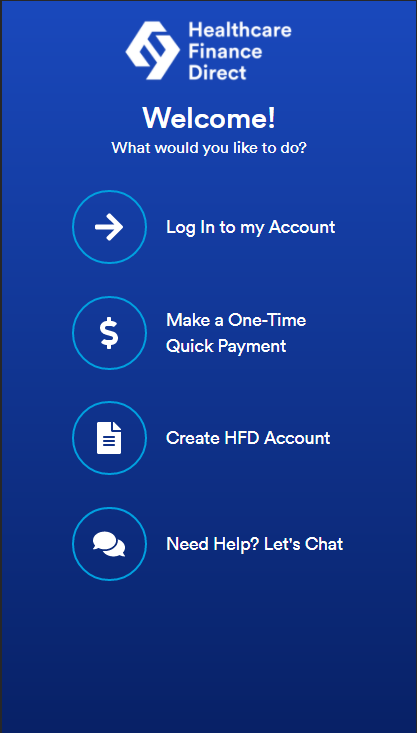 Healthcare
Finance
Direct
Welcome!
What would you like to do?
Log In to my Account
Make a One-Time
Quick Payment
Create HFD Account
Need Help? Let's Chat